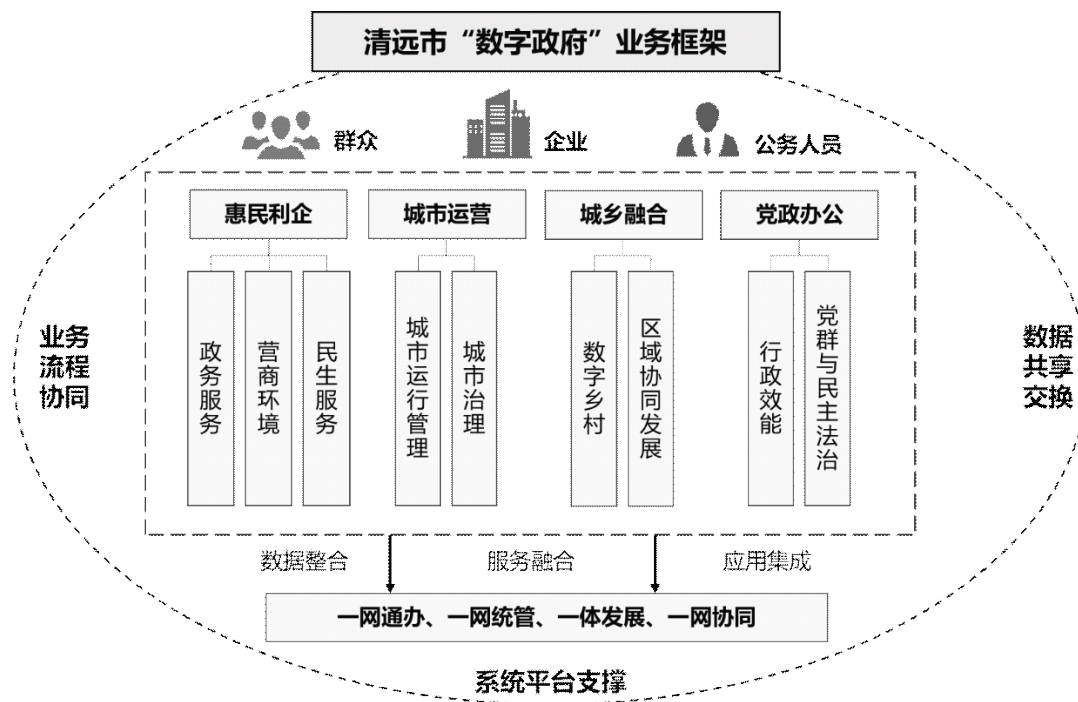 清远市“数字政府”业务框架
群众
企业
公务人员
惠民利企
城市运营
城乡融合
党政办公
业务
流程
协同
政务服务
营商环境
民生服务
城市运行管理
城市治理
数字乡村
区域协同发展
行政效能
党群与民主法治
数据
共享
交换
数据整合
服务融合
应用集成
一网通办、一网统管、一体发展、一网协同
系统平台支撑